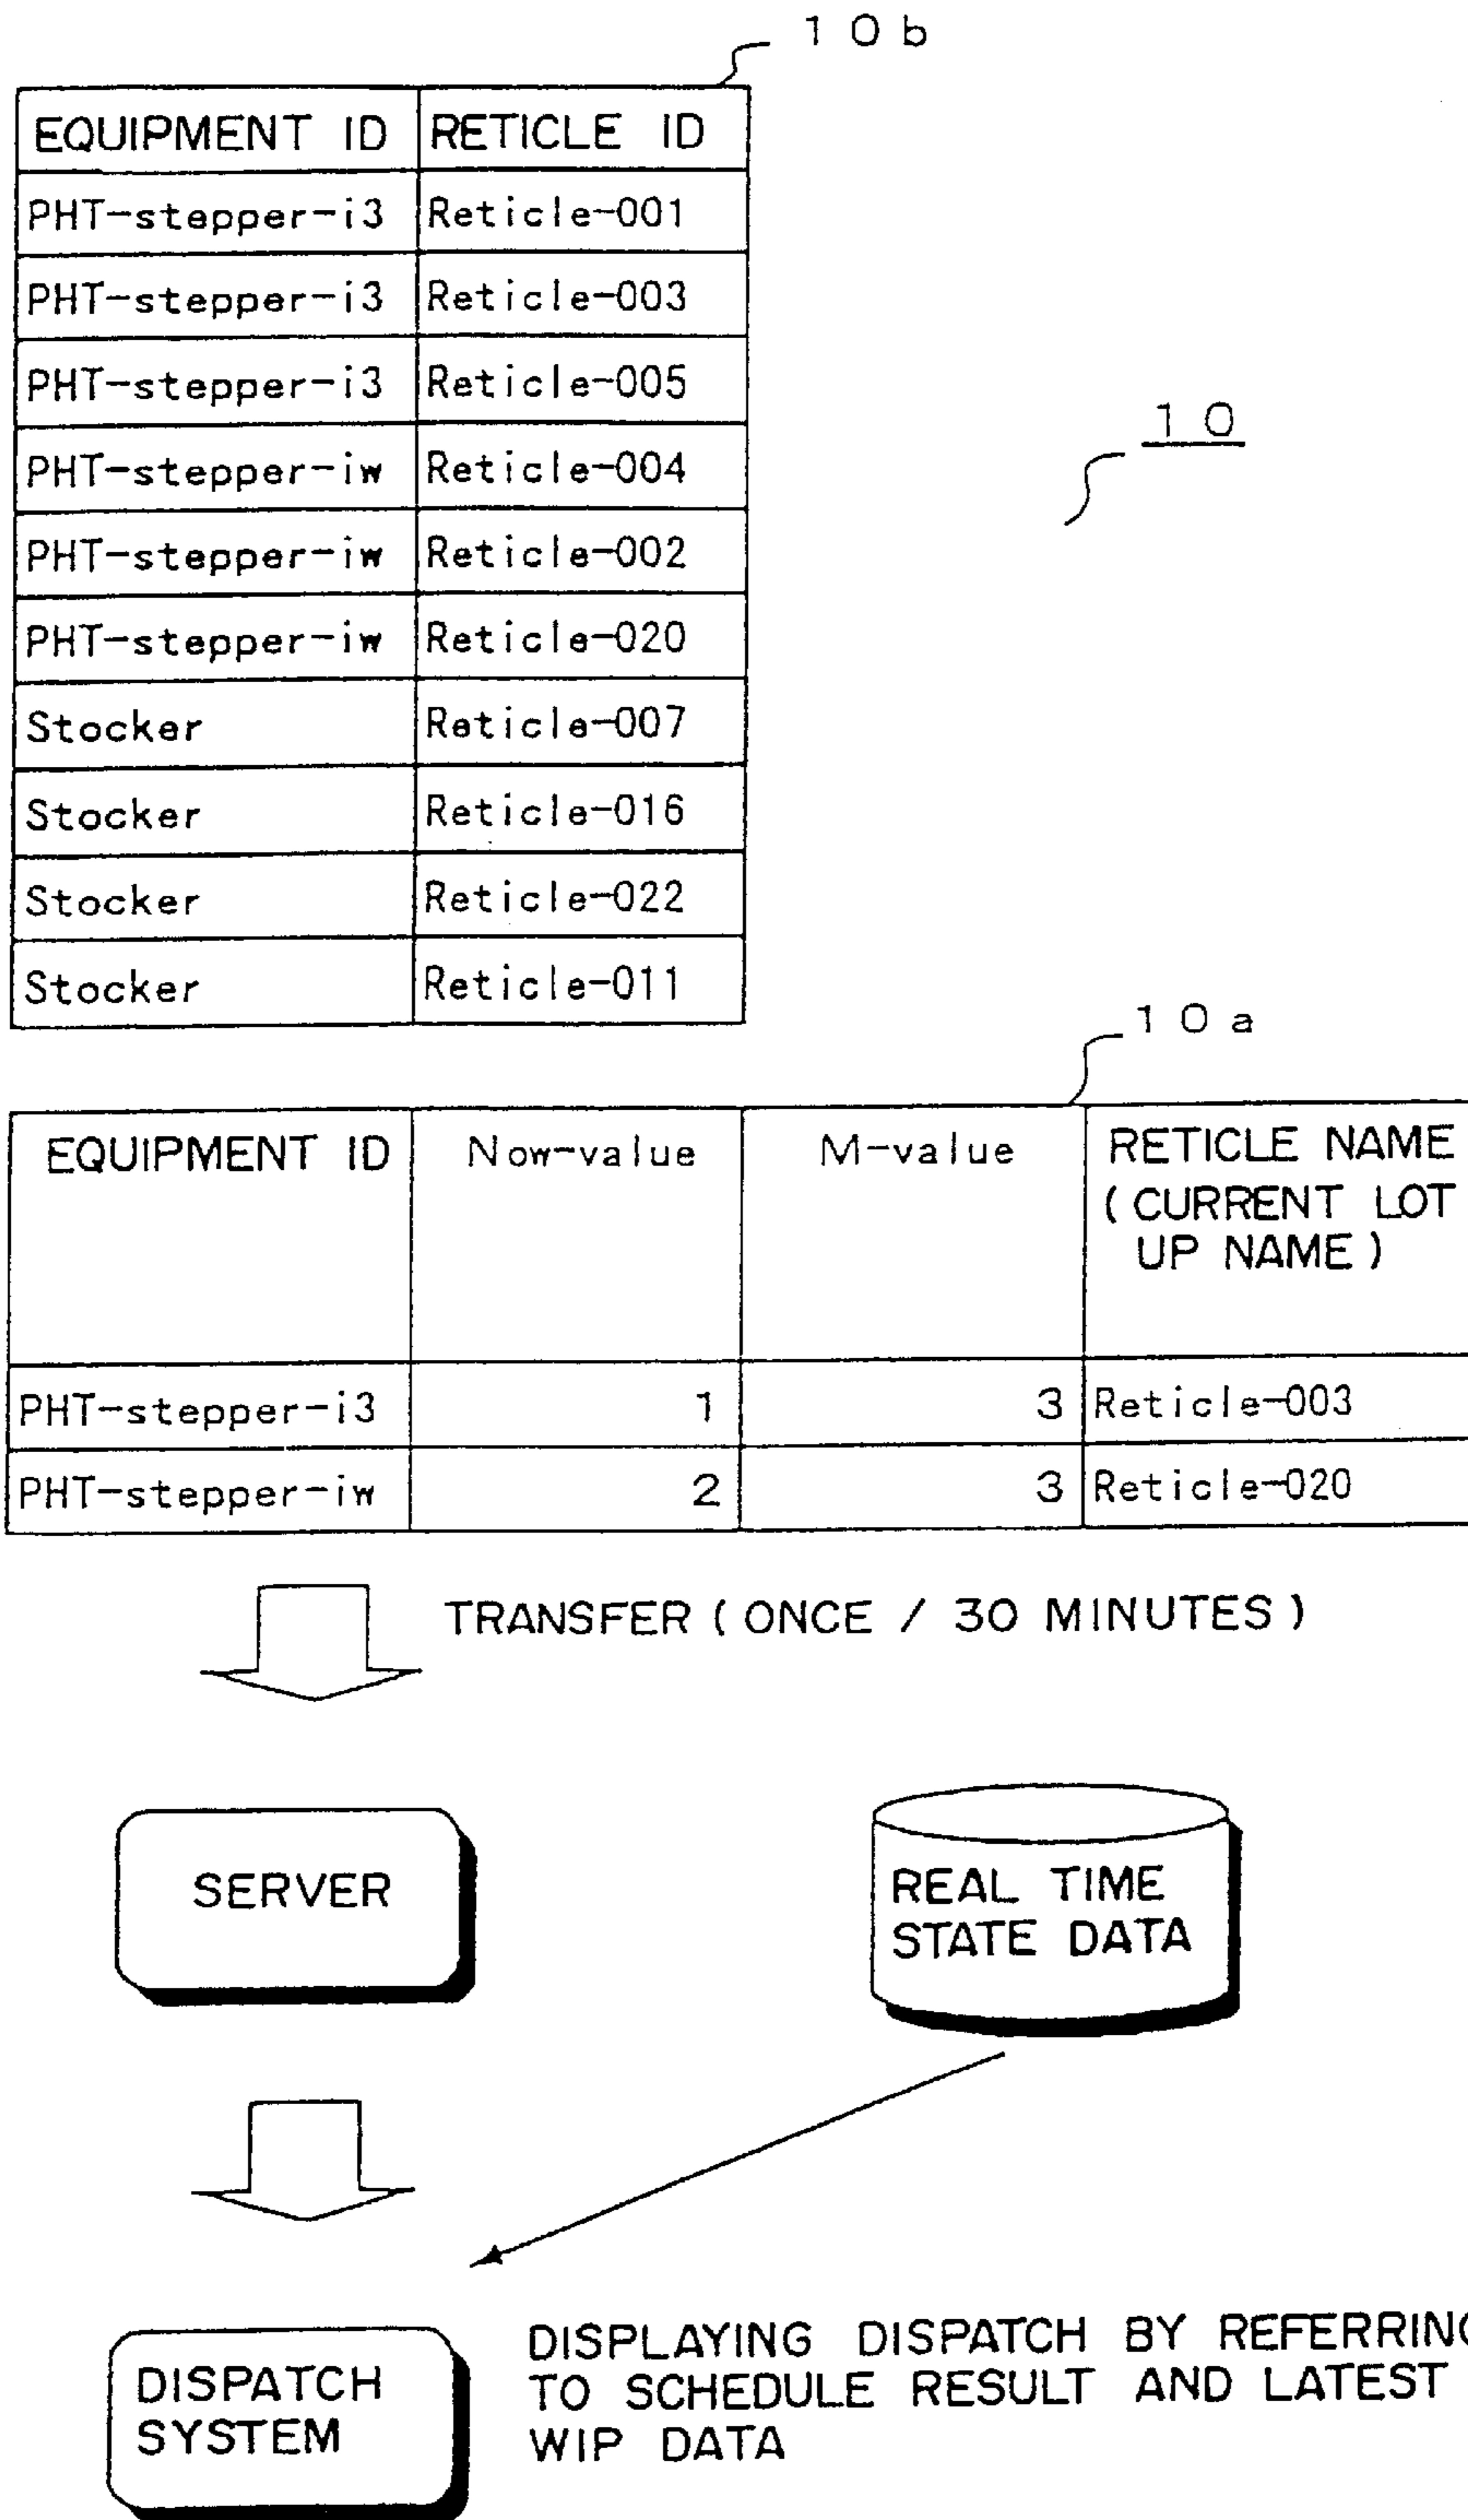 10b
EQUIPMENT ID RETICLE ID
PHT-stepper-i3 Reticle-001
PHT-stepper-i3 Reticle-003
PHT-stepper-i3 Reticle-005
PHT-stepper-iw Reticle-004
PHT-stepper-iw Reticle-002
PHT-stepper-iw Reticle-020
Stocker Reticle-007
Stocker Reticle-016
Stocker Reticle-022
Stocker Reticle-011
10
10a
EQUIPMENT ID Now-value M-value RETICLE NAME
(CURRENT LOT
UP NAME)
PHT-stepper-i3 1 3 Reticle-003
PHT-stepper-iw 2 3 Reticle-020
TRANSFER (ONCE / 30 MINUTES)
SERVER
REAL TIME
STATE DATA
DISPATCH
SYSTEM
DISPLAYING DISPATCH BY REFERRING
TO SCHEDULE RESULT AND LATEST
WIP DATA